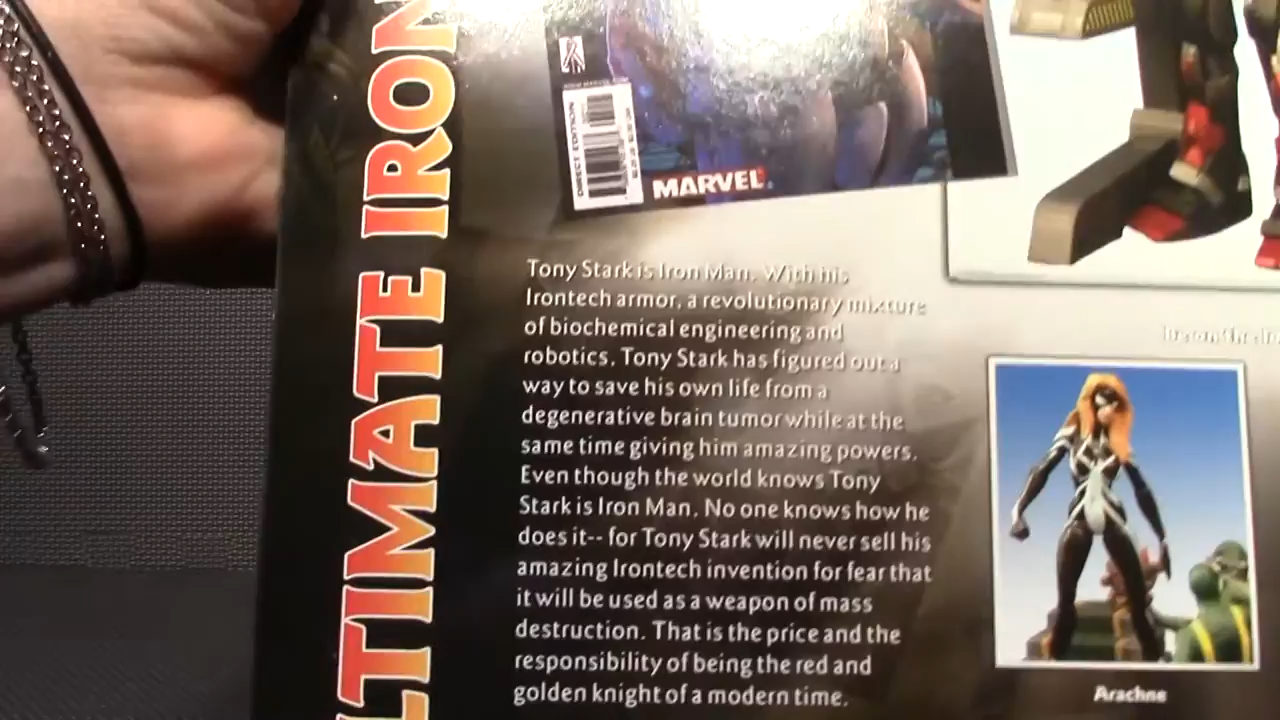 LTIMATE IRON
DIRECT EDITION
MARVEL
Tony Stark is Iron Man. With his
Irontech armor, a revolutionary mixture
of biochemical engineering and
robotics. Tony Stark has figured out a
way to save his own life from a
degenerative brain tumor while at the
same time giving him amazing powers.
Even though the world knows Tony
Stark is Iron Man. No one knows how he
does it-- for Tony Stark will never sell his
amazing Irontech invention for fear that
it will be used as a weapon of mass
destruction. That is the price and the
responsibility of being the red and
golden knight of a modern time.
Arachne